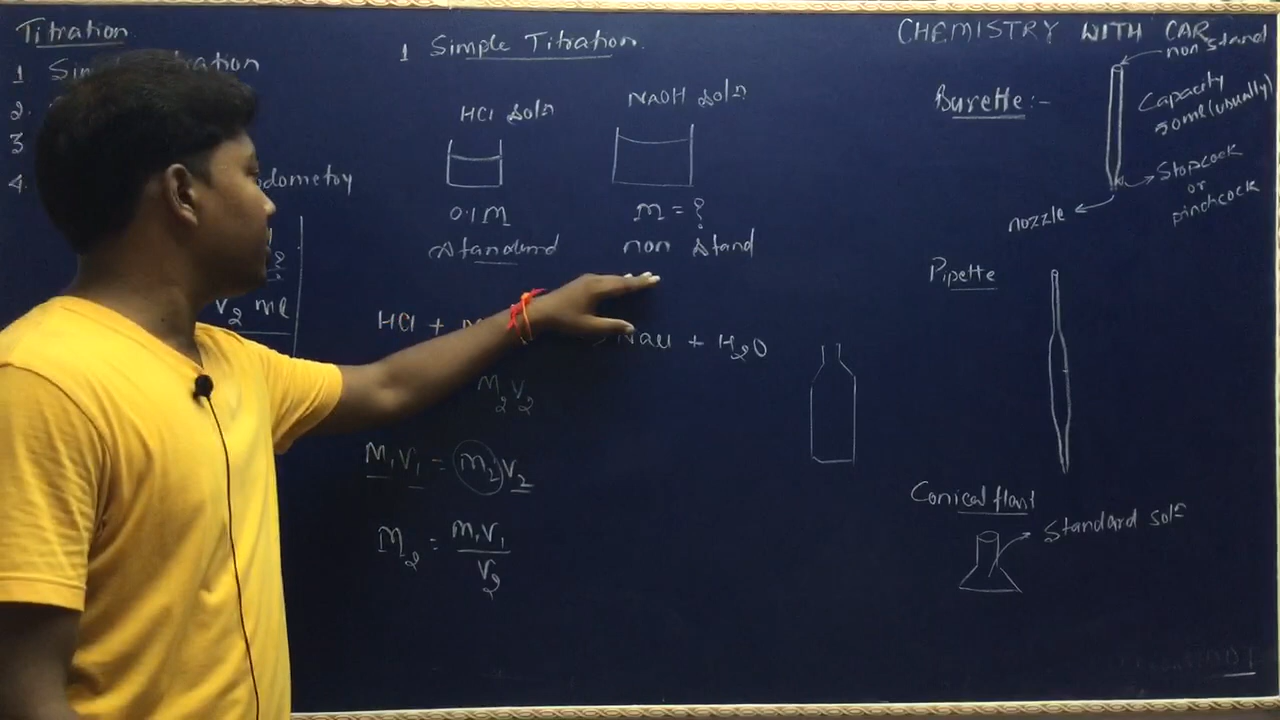 Titration
1 Simple Titration
2.
3
4. odometry
V2 ml
1 Simple Titration.
HCl Soln
NaOH Soln
0.1M
M = ?
Standard
non Stand
HCl +
NaCl + H2O
M2V2
M1V1 = M2V2
M2 = M1V1
V2
CHEMISTRY WITH CAR
non stand
Burette:-
Capacity
50ml (usually)
Stopcock
or
pinchcock
nozzle
Pipette
Conical flask
Standard soln